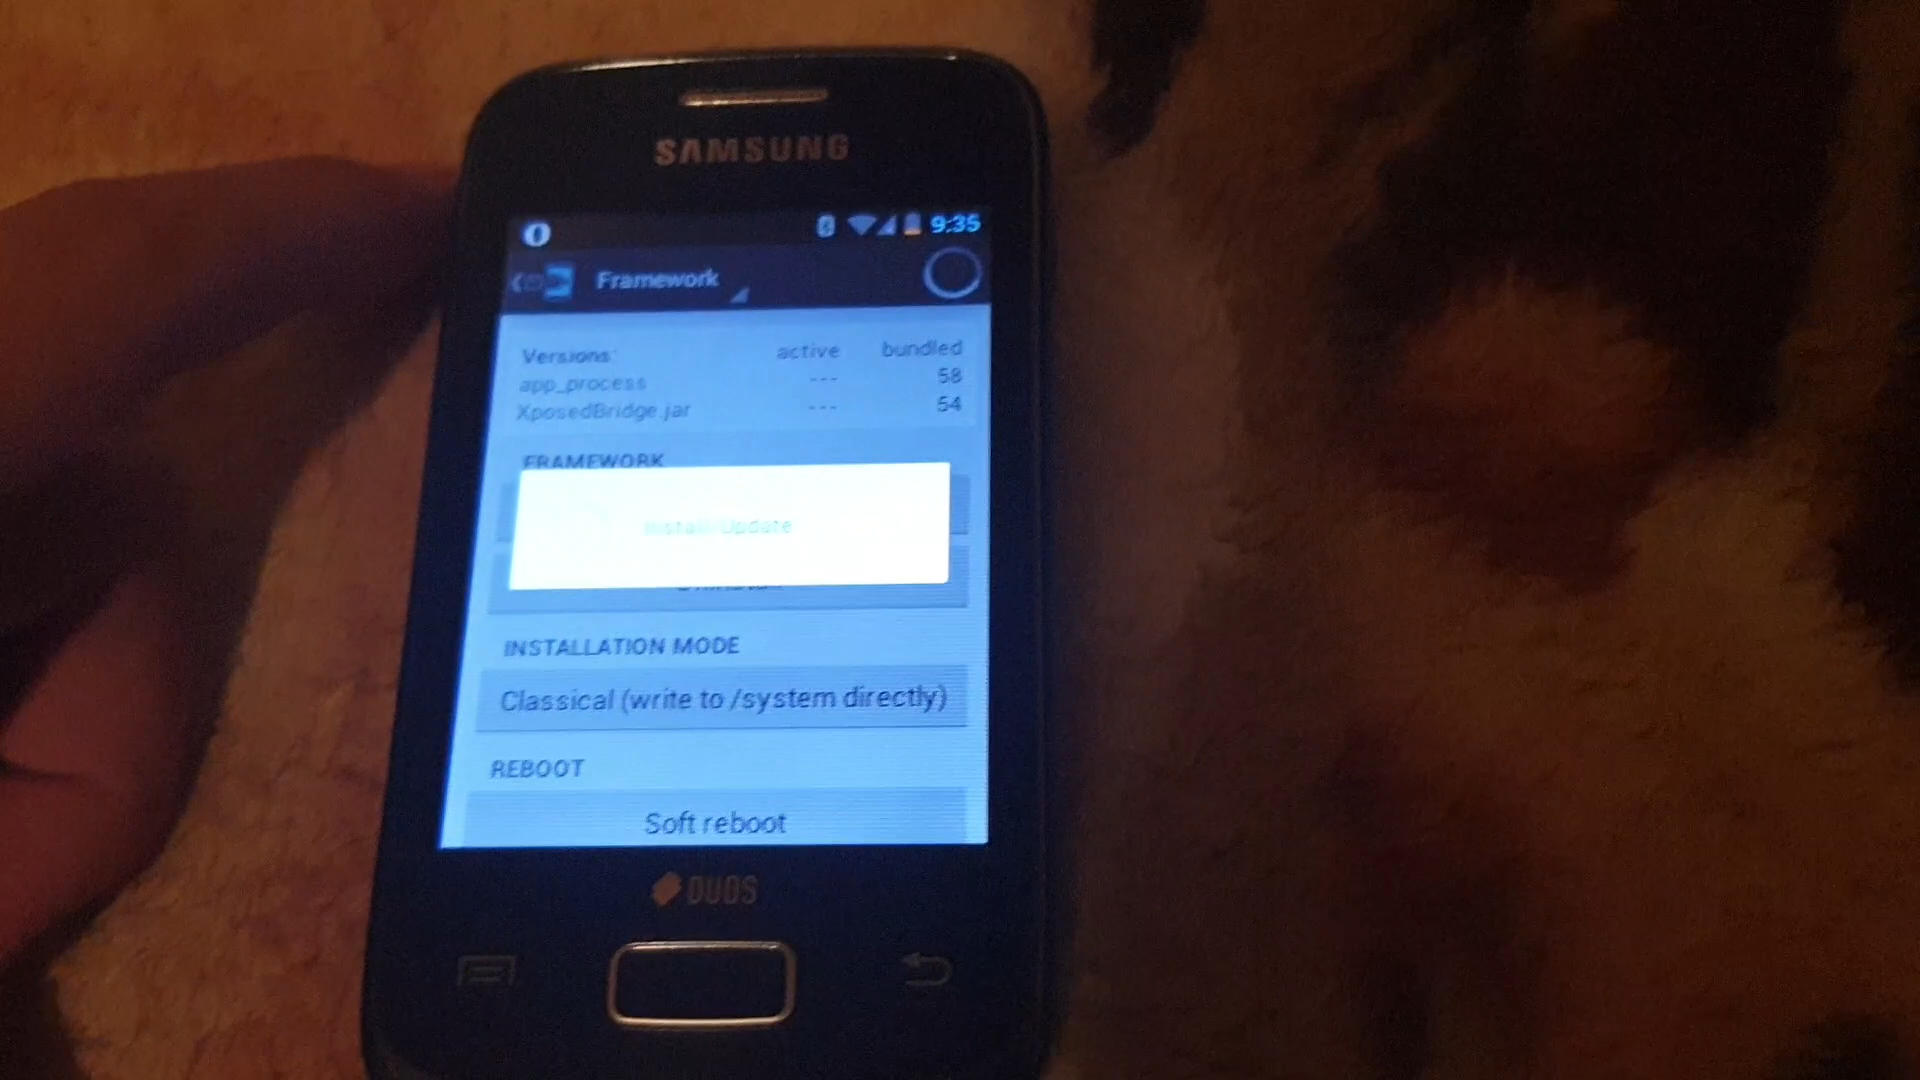 SAMSUNG
9:35
Framework
Versions: active bundled
app_process --- 58
XposedBridge.jar --- 54
FRAMEWORK
Install/Update
INSTALLATION MODE
Classical (write to /system directly)
REBOOT
Soft reboot
DUOS